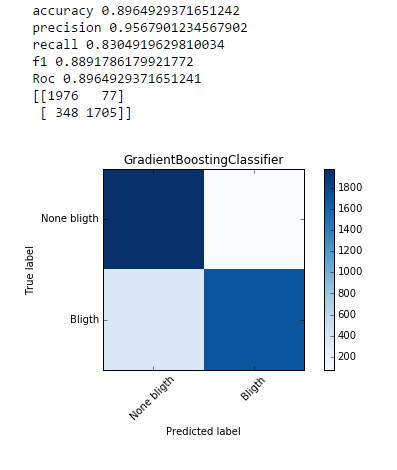 accuracy 0.8964929371651242
precision 0.9567901234567902
recall 0.8304919629810034
f1 0.8891786179921772
Roc 0.8964929371651241
[[1976   77]
 [ 348 1705]]
GradientBoostingClassifier
None bligth
Bligth
True label
None bligth
Bligth
Predicted label
1800
1600
1400
1200
1000
800
600
400
200